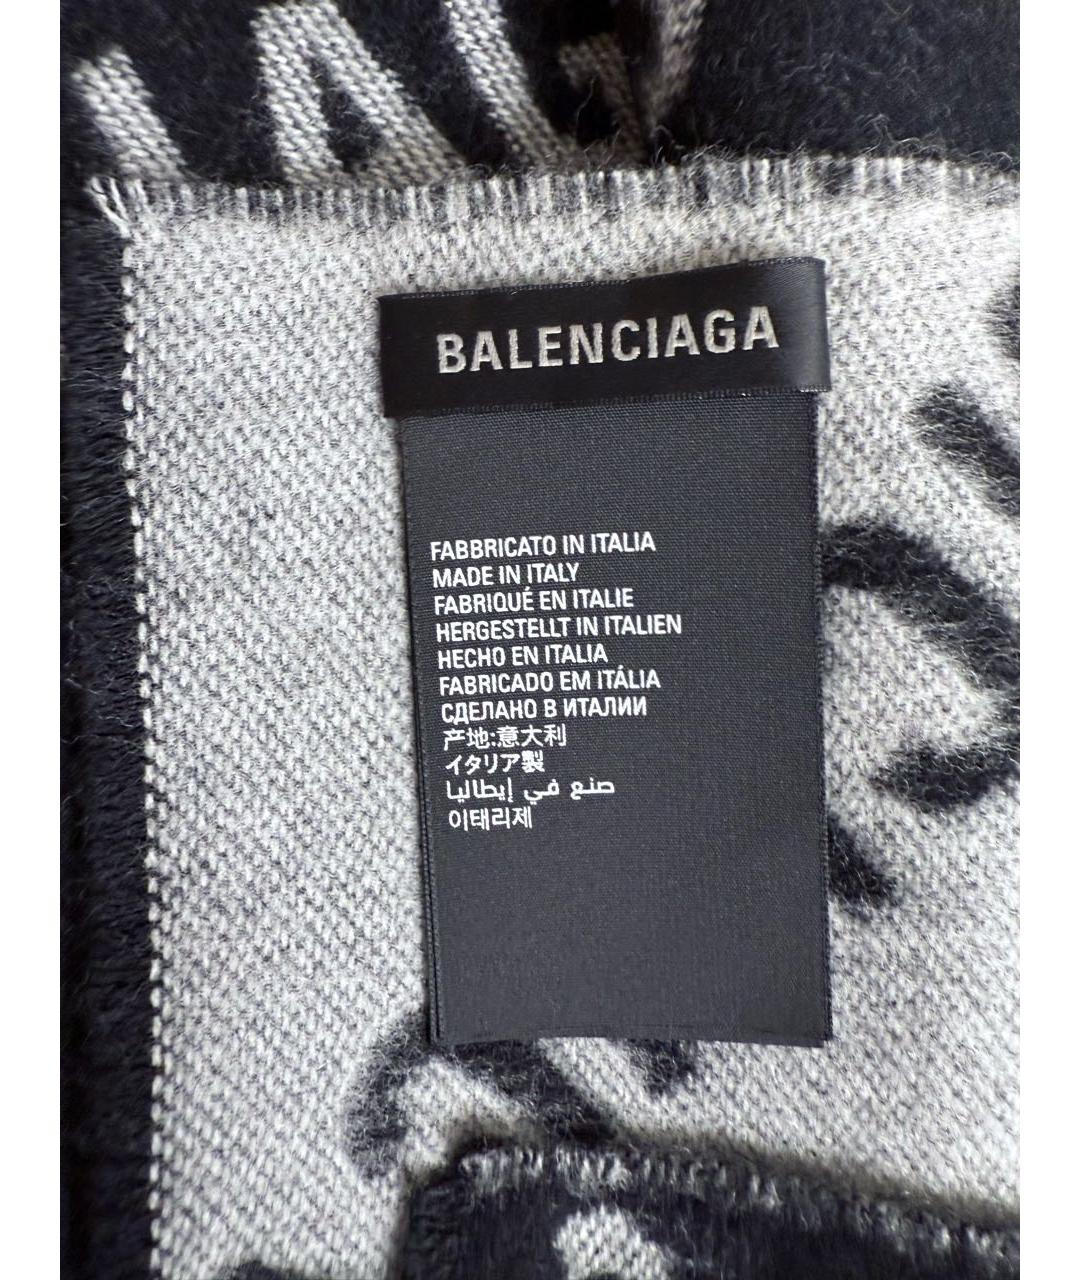 BALENCIAGA
FABBRICATO IN ITALIA
MADE IN ITALY
FABRIQUÉ EN ITALIE
HERGESTELLT IN ITALIEN
HECHO EN ITALIA
FABRICADO EM ITÁLIA
СДЕЛАНО В ИТАЛИИ
产地:意大利
イタリア製
صنع في إيطاليا
이태리제